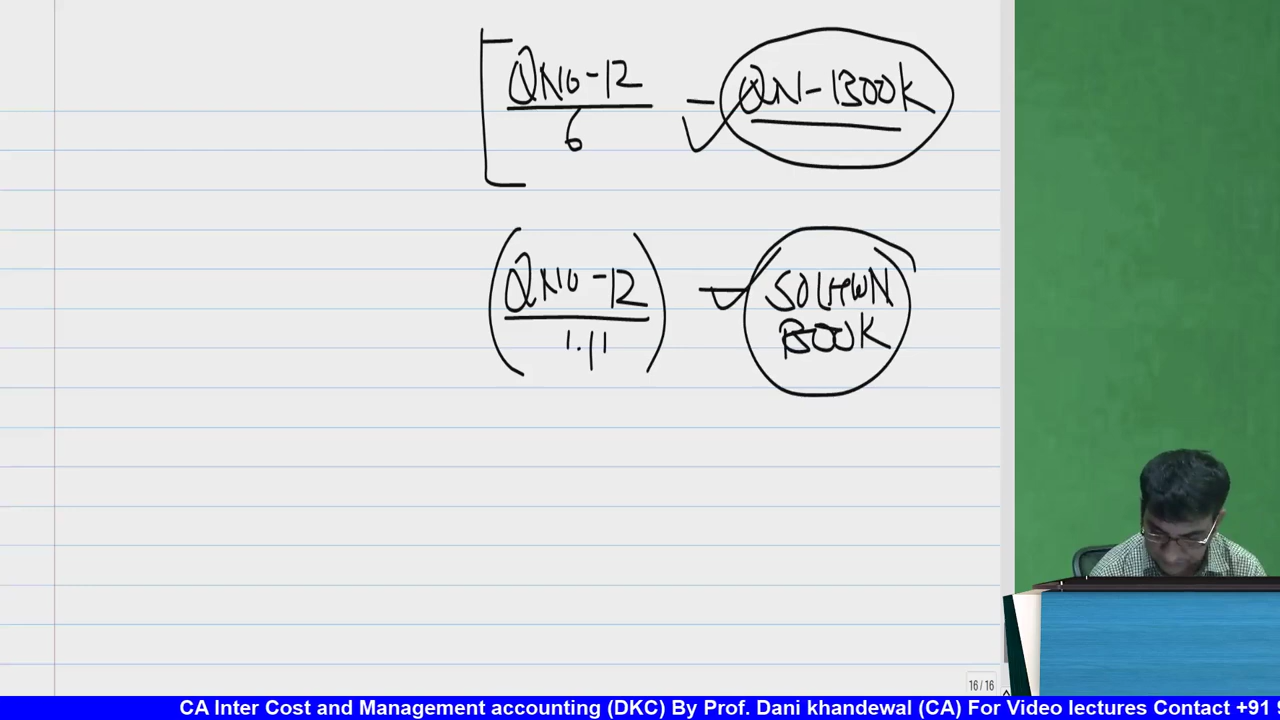 QNo-12 - QN-BOOK
6
QNo-12 - SOLUTION
1.11 BOOK
16/16
CA Inter Cost and Management accounting (DKC) By Prof. Dani khandewal (CA) For Video lectures Contact +91